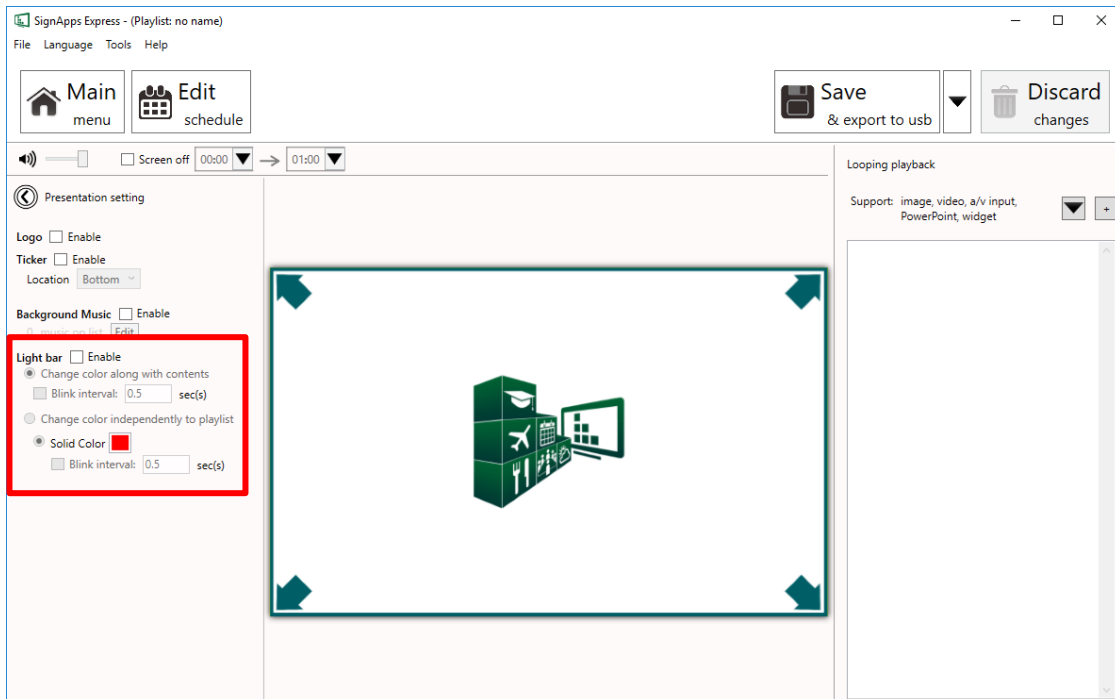 SignApps Express - (Playlist: no name)
File Language Tools Help
Main
menu
Edit
schedule
Save
& export to usb
Discard
changes
Screen off 00:00 01:00
Looping playback
Presentation setting
Support: image, video, a/v input,
PowerPoint, widget
+
Logo Enable
Ticker Enable
Location Bottom
Background Music Enable
0 music on list Edit
Light bar Enable
Change color along with contents
Blink interval: 0.5 sec(s)
Change color independently to playlist
Solid Color
Blink interval: 0.5 sec(s)